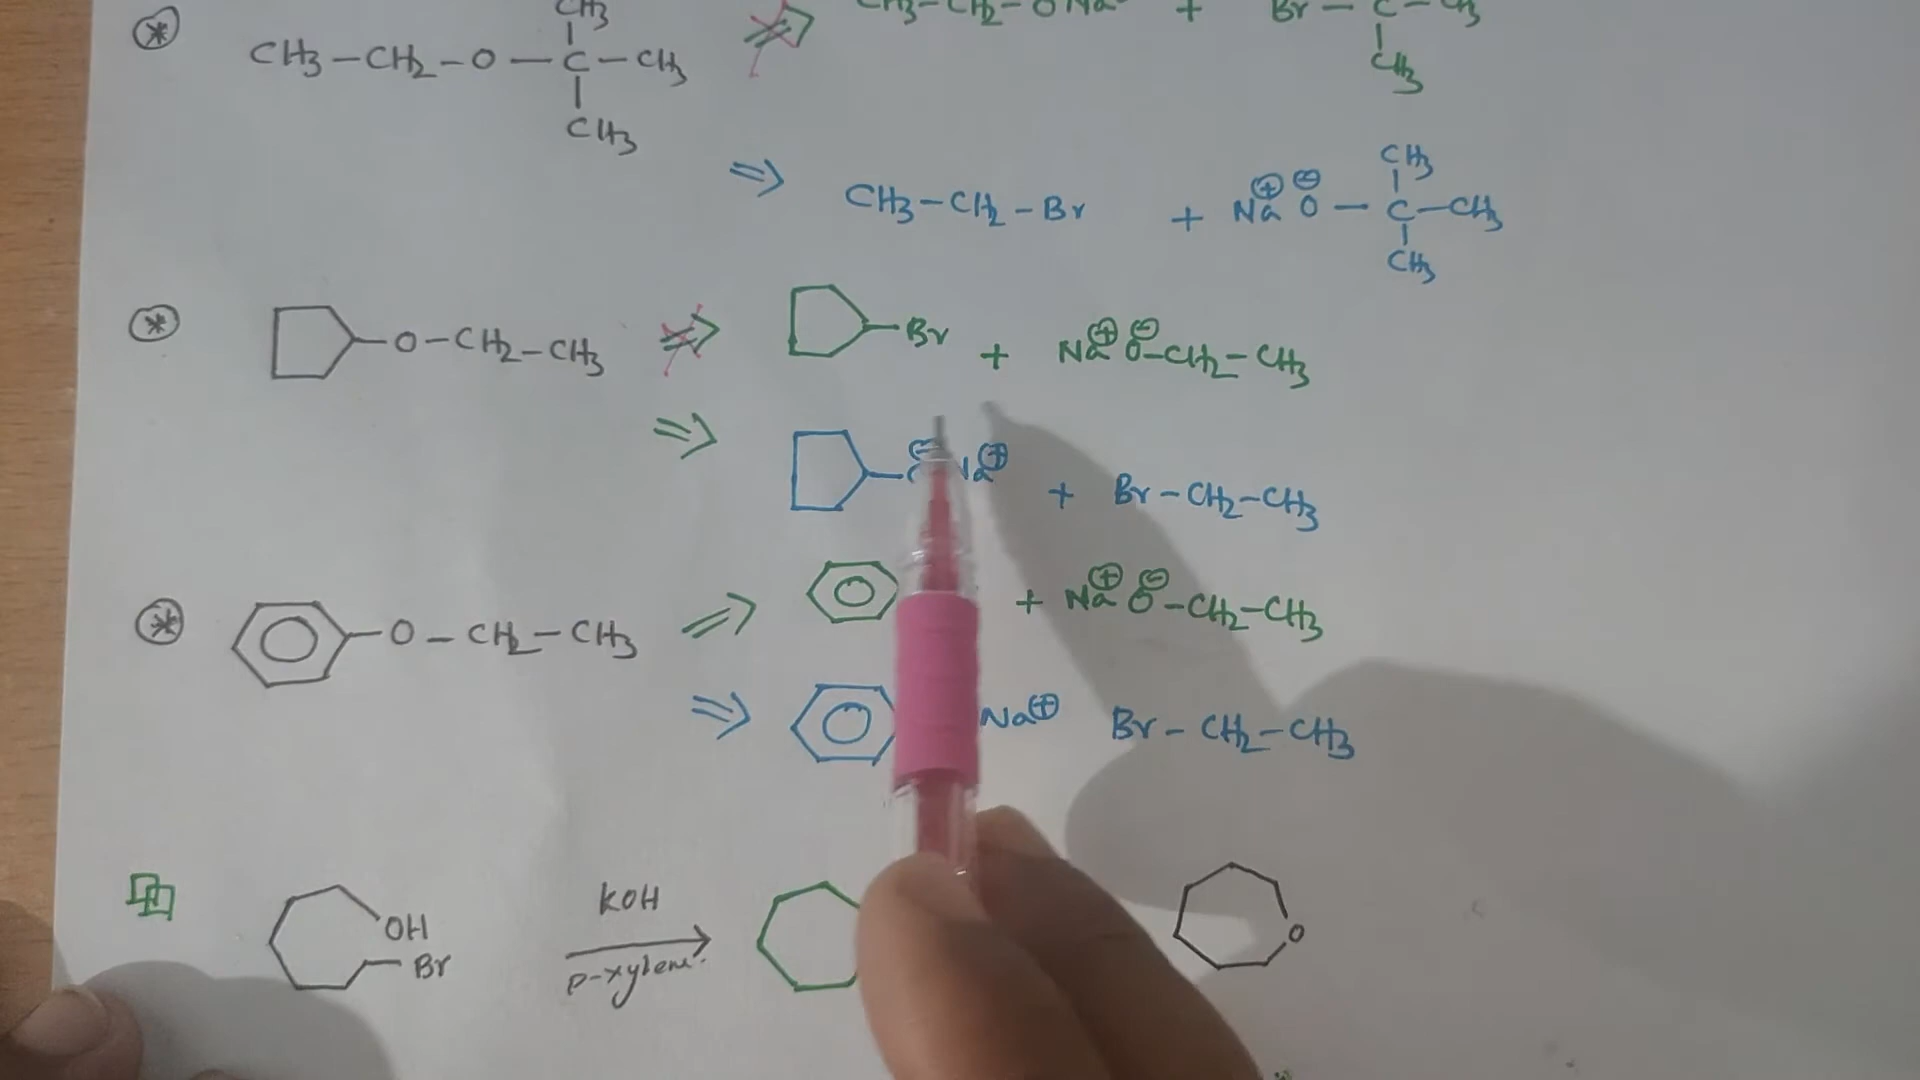 CH3 CH3-CH2-ONa + Br-C-CH3
CH3-CH2-O-C-CH3 CH3
CH3
CH3
CH3-CH2-Br + Na⊕ O⊖-C-CH3
CH3
-O-CH2-CH3 -Br + Na⊕ O⊖-CH2-CH3
⊖ Na⊕ + Br-CH2-CH3
-O-CH2-CH3 + Na⊕ O⊖-CH2-CH3
Na⊕ Br-CH2-CH3
OH KOH
Br p-xylene. O